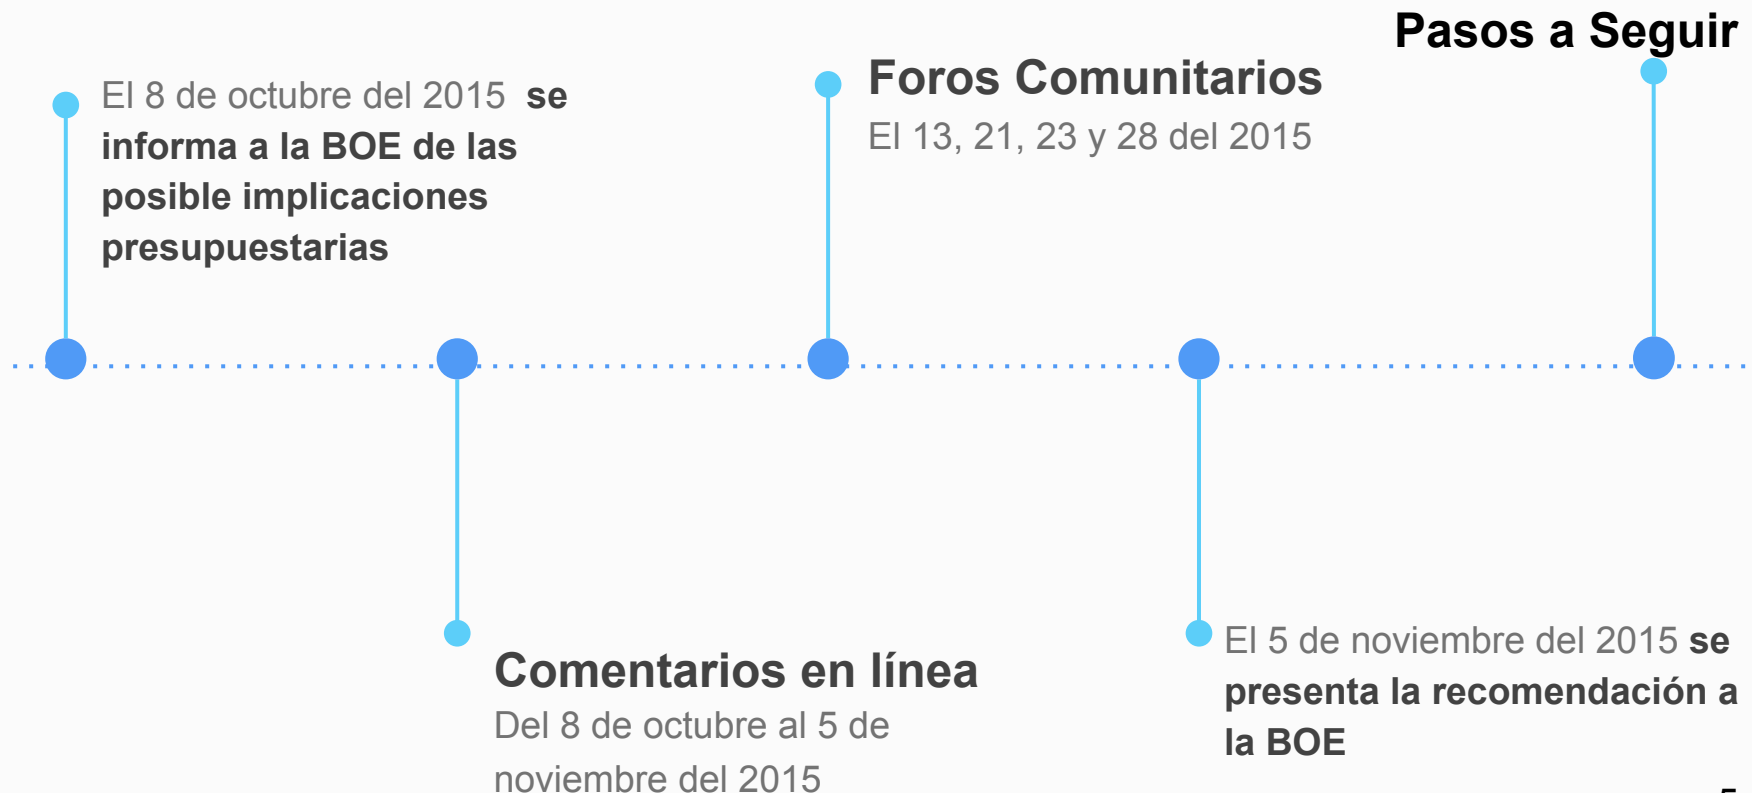 Pasos a Seguir
El 8 de octubre del 2015 se
informa a la BOE de las
posible implicaciones
presupuestarias
Foros Comunitarios
El 13, 21, 23 y 28 del 2015
Comentarios en línea
Del 8 de octubre al 5 de
noviembre del 2015
El 5 de noviembre del 2015 se
presenta la recomendación a
la BOE